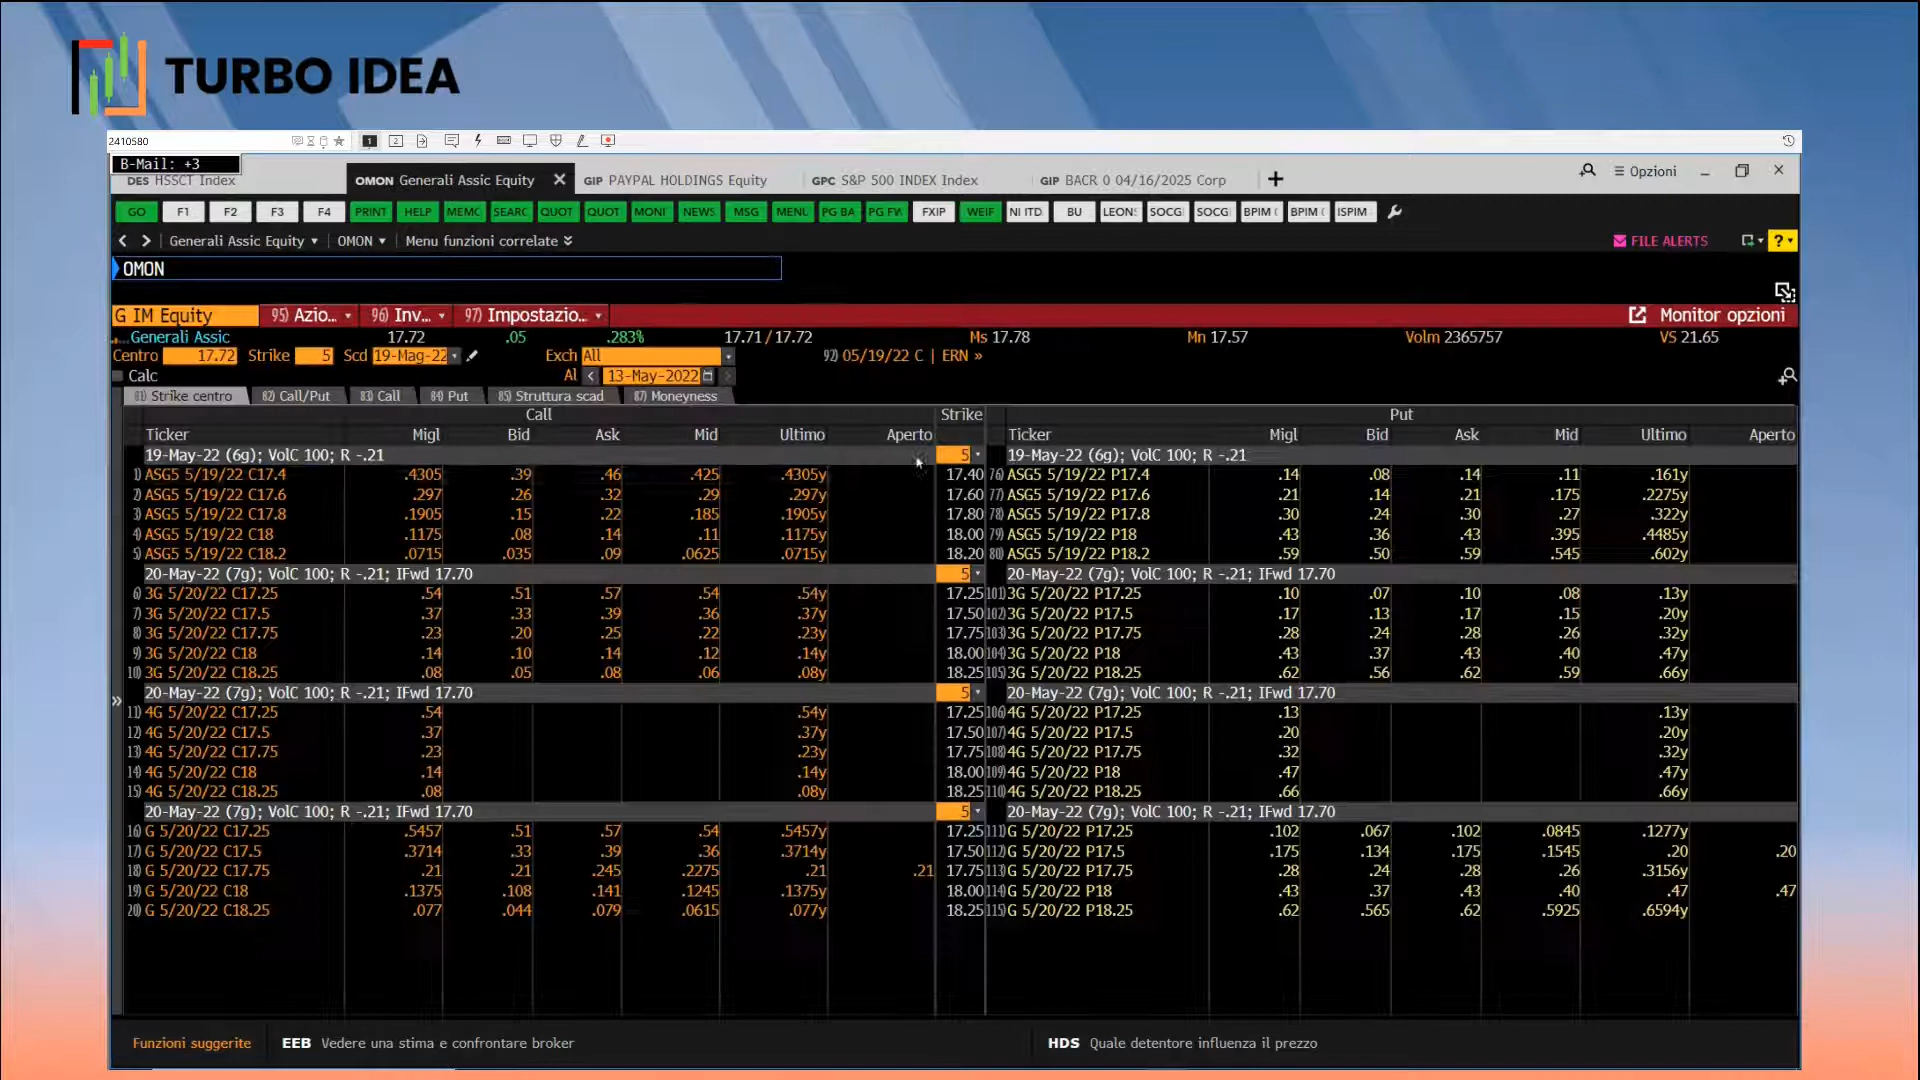 TURBO IDEA
2410580
B-Mail: +3
DES HSSCT Index
OMON Generali Assic Equity
GIP PAYPAL HOLDINGS Equity
GPC S&P 500 INDEX Index
GIP BACR 0 04/16/2025 Corp
Opzioni
GO F1 F2 F3 F4 PRINT HELP MEMC SEARC QUOT QUOT MONI NEWS MSG MENU PG BA PG FW FXIP WEIF NI ITD BU LEON SOCG SOCG BPIM BPIM ISPIM
Generali Assic Equity OMON Menu funzioni correlate FILE ALERTS ?
OMON
G IM Equity 95) Azio... 96) Inv... 97) Impostazio... Monitor opzioni
Generali Assic 17.72 .05 .283% 17.71/17.72 Ms 17.78 Mn 17.57 Volm 2365757 VS 21.65
Centro 17.72 Strike 5 Scd 19-Mag-22 Exch All 92) 05/19/22 C | ERN »
Calc Al < 13-May-2022
81) Strike centro 82) Call/Put 83) Call 84) Put 85) Struttura scad 87) Moneyness
Call Strike Put
Ticker Migl Bid Ask Mid Ultimo Aperto Ticker Migl Bid Ask Mid Ultimo Aperto
19-May-22 (6g); VolC 100; R -.21 5 19-May-22 (6g); VolC 100; R -.21
1) ASG5 5/19/22 C17.4 .4305 .39 .46 .425 .4305y 17.40 76) ASG5 5/19/22 P17.4 .14 .08 .14 .11 .161y
2) ASG5 5/19/22 C17.6 .297 .26 .32 .29 .297y 17.60 77) ASG5 5/19/22 P17.6 .21 .14 .21 .175 .2275y
3) ASG5 5/19/22 C17.8 .1905 .15 .22 .185 .1905y 17.80 78) ASG5 5/19/22 P17.8 .30 .24 .30 .27 .322y
4) ASG5 5/19/22 C18 .1175 .08 .14 .11 .1175y 18.00 79) ASG5 5/19/22 P18 .43 .36 .43 .395 .4485y
5) ASG5 5/19/22 C18.2 .0715 .035 .09 .0625 .0715y 18.20 80) ASG5 5/19/22 P18.2 .59 .50 .59 .545 .602y
20-May-22 (7g); VolC 100; R -.21; IFwd 17.70 5 20-May-22 (7g); VolC 100; R -.21; IFwd 17.70
6) 3G 5/20/22 C17.25 .54 .51 .57 .54 .54y 17.25 101) 3G 5/20/22 P17.25 .10 .07 .10 .08 .13y
7) 3G 5/20/22 C17.5 .37 .33 .39 .36 .37y 17.50 102) 3G 5/20/22 P17.5 .17 .13 .17 .15 .20y
8) 3G 5/20/22 C17.75 .23 .20 .25 .22 .23y 17.75 103) 3G 5/20/22 P17.75 .28 .24 .28 .26 .32y
9) 3G 5/20/22 C18 .14 .10 .14 .12 .14y 18.00 104) 3G 5/20/22 P18 .43 .37 .43 .40 .47y
10) 3G 5/20/22 C18.25 .08 .05 .08 .06 .08y 18.25 105) 3G 5/20/22 P18.25 .62 .56 .62 .59 .66y
20-May-22 (7g); VolC 100; R -.21; IFwd 17.70 5 20-May-22 (7g); VolC 100; R -.21; IFwd 17.70
11) 4G 5/20/22 C17.25 .54 .54y 17.25 106) 4G 5/20/22 P17.25 .13 .13y
12) 4G 5/20/22 C17.5 .37 .37y 17.50 107) 4G 5/20/22 P17.5 .20 .20y
13) 4G 5/20/22 C17.75 .23 .23y 17.75 108) 4G 5/20/22 P17.75 .32 .32y
14) 4G 5/20/22 C18 .14 .14y 18.00 109) 4G 5/20/22 P18 .47 .47y
15) 4G 5/20/22 C18.25 .08 .08y 18.25 110) 4G 5/20/22 P18.25 .66 .66y
20-May-22 (7g); VolC 100; R -.21; IFwd 17.70 5 20-May-22 (7g); VolC 100; R -.21; IFwd 17.70
16) G 5/20/22 C17.25 .5457 .51 .57 .54 .5457y 17.25 111) G 5/20/22 P17.25 .102 .067 .102 .0845 .1277y
17) G 5/20/22 C17.5 .3714 .33 .39 .36 .3714y 17.50 112) G 5/20/22 P17.5 .175 .134 .175 .1545 .20 .20
18) G 5/20/22 C17.75 .21 .21 .245 .2275 .21 .21 17.75 113) G 5/20/22 P17.75 .28 .24 .28 .26 .3156y
19) G 5/20/22 C18 .1375 .108 .141 .1245 .1375y 18.00 114) G 5/20/22 P18 .43 .37 .43 .40 .47 .47
20) G 5/20/22 C18.25 .077 .044 .079 .0615 .077y 18.25 115) G 5/20/22 P18.25 .62 .565 .62 .5925 .6594y
Funzioni suggerite EEB Vedere una stima e confrontare broker HDS Quale detentore influenza il prezzo